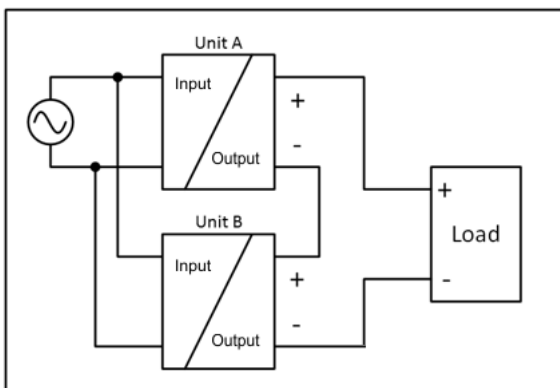 Unit A
Input
+
-
Output
Unit B
Input
+
-
Output
+
Load
-